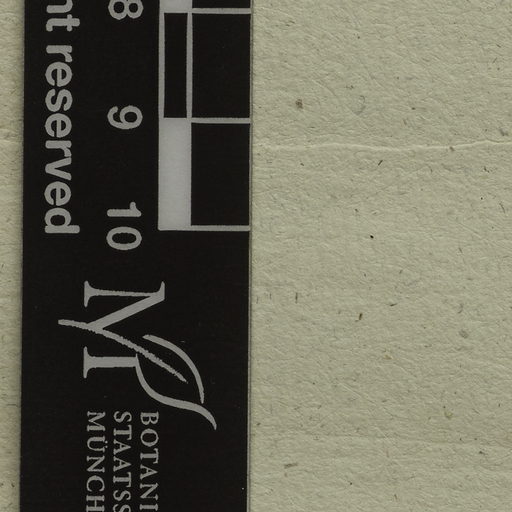 nt reserved
8
9
10
M
BOTANI
STAATSS
MÜNCH